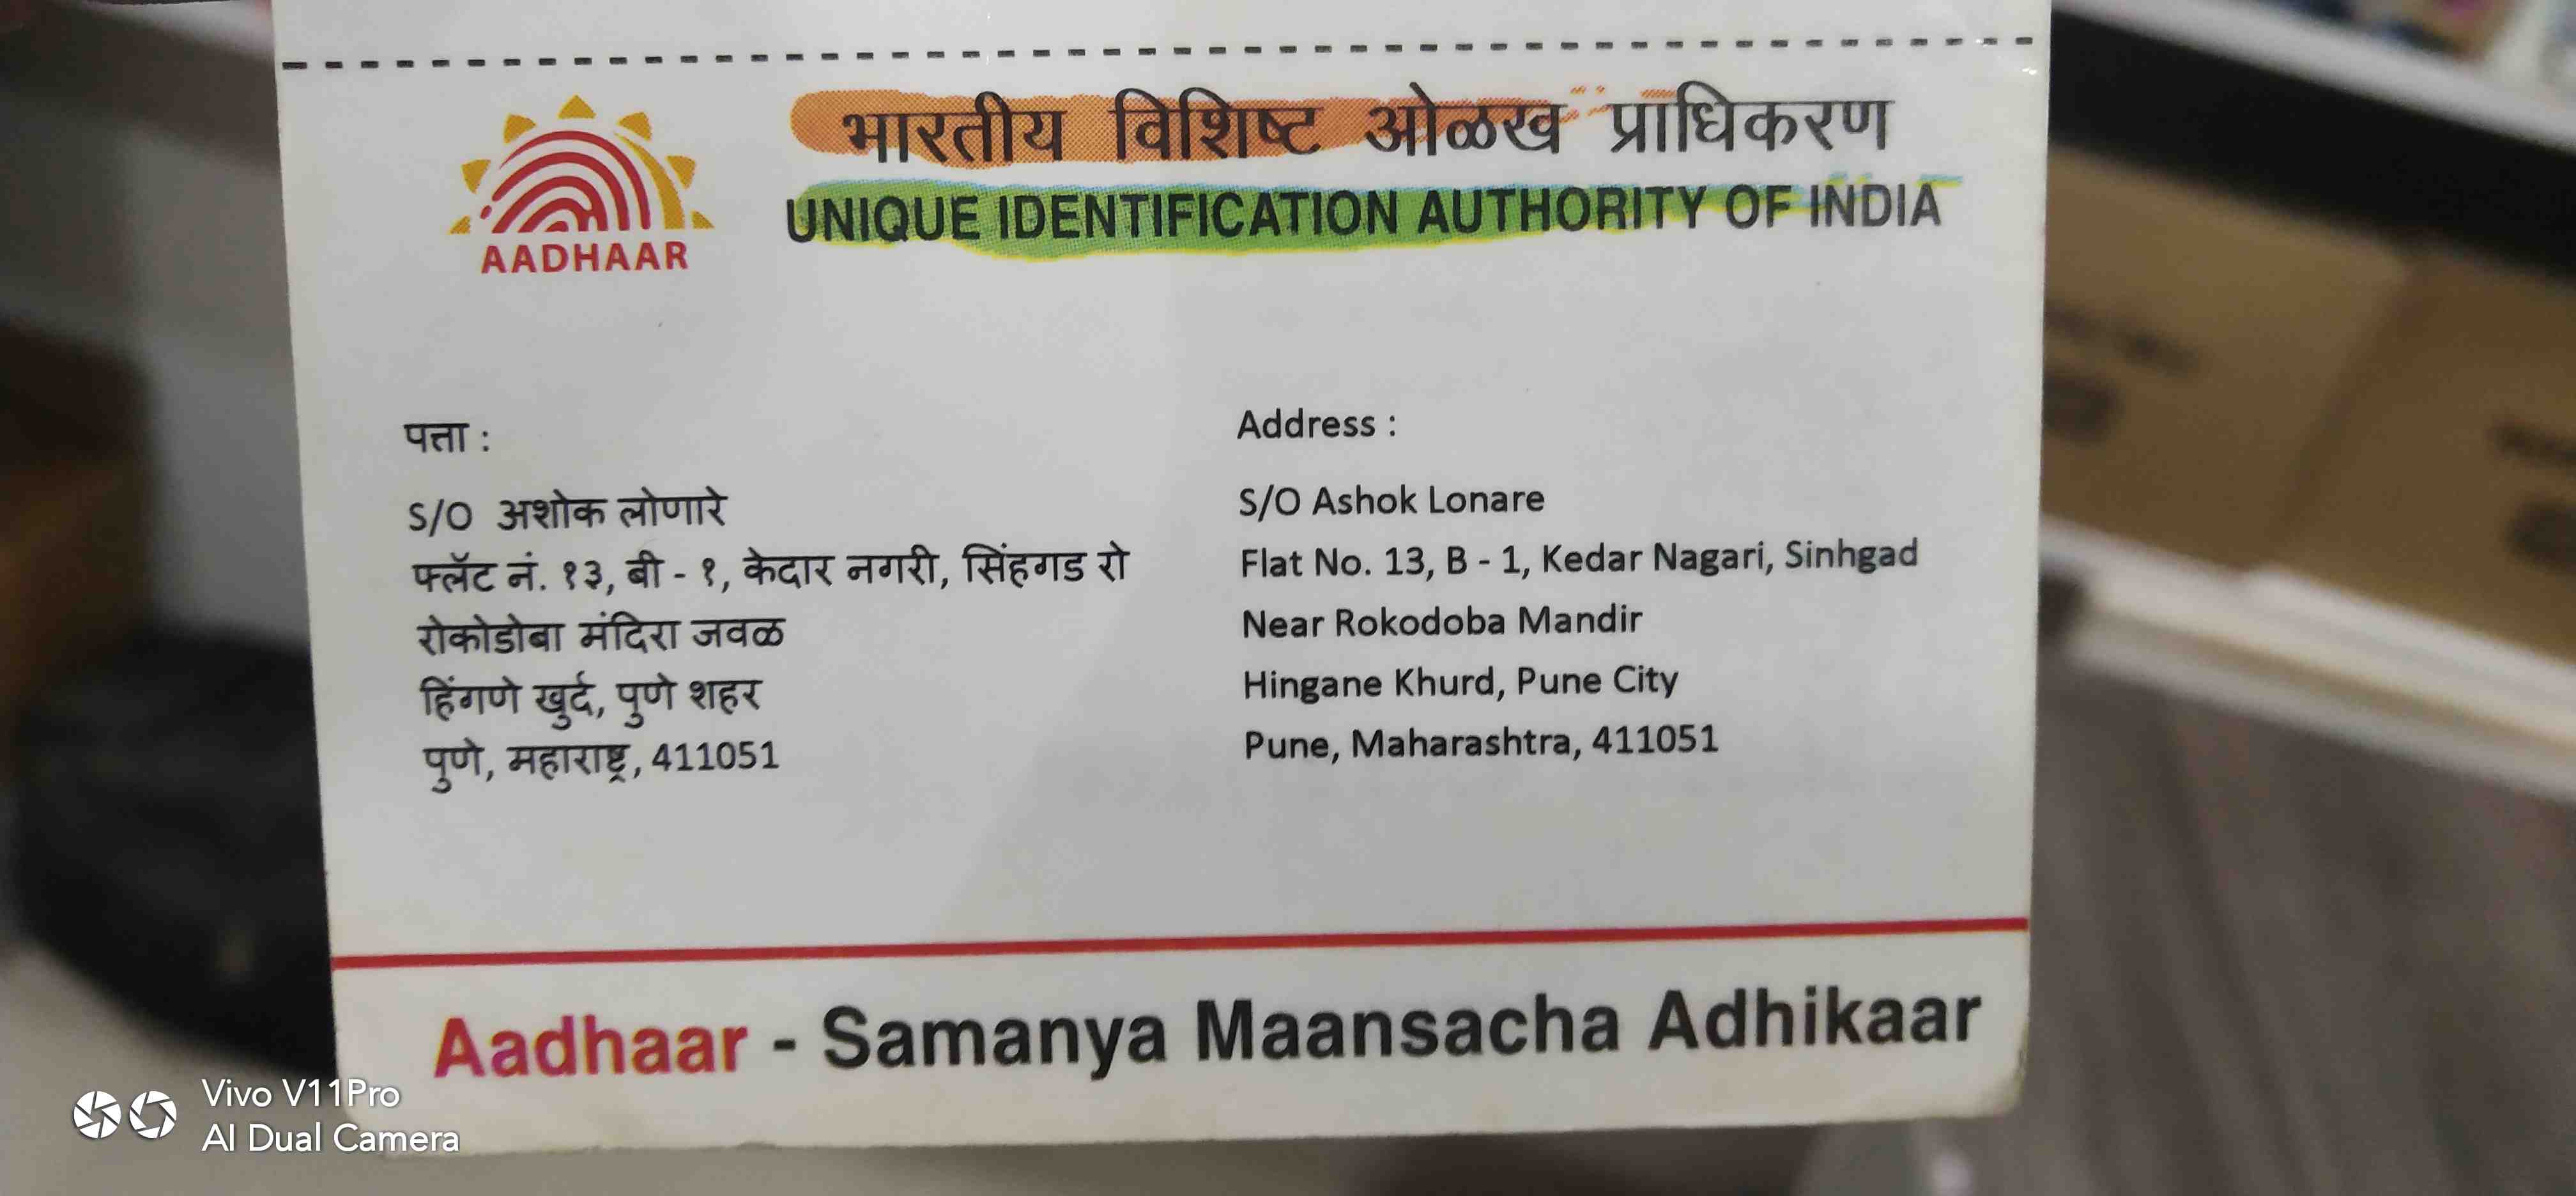 भारतीय विशिष्ट ओळख प्राधिकरण
UNIQUE IDENTIFICATION AUTHORITY OF INDIA
AADHAAR
पत्ता :
S/O अशोक लोणारे
फ्लॅट नं. १३, बी - १, केदार नगरी, सिंहगड रो
रोकोडोबा मंदिरा जवळ
हिंगणे खुर्द, पुणे शहर
पुणे, महाराष्ट्र, 411051
Address :
S/O Ashok Lonare
Flat No. 13, B - 1, Kedar Nagari, Sinhgad
Near Rokodoba Mandir
Hingane Khurd, Pune City
Pune, Maharashtra, 411051
Aadhaar - Samanya Maansacha Adhikaar
Vivo V11Pro
AI Dual Camera